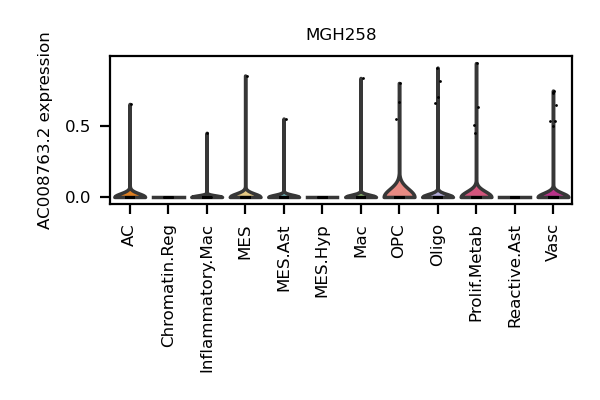 MGH258
AC008763.2 expression
0.5
0.0
AC
Chromatin.Reg
Inflammatory.Mac
MES
MES.Ast
MES.Hyp
Mac
OPC
Oligo
Prolif.Metab
Reactive.Ast
Vasc